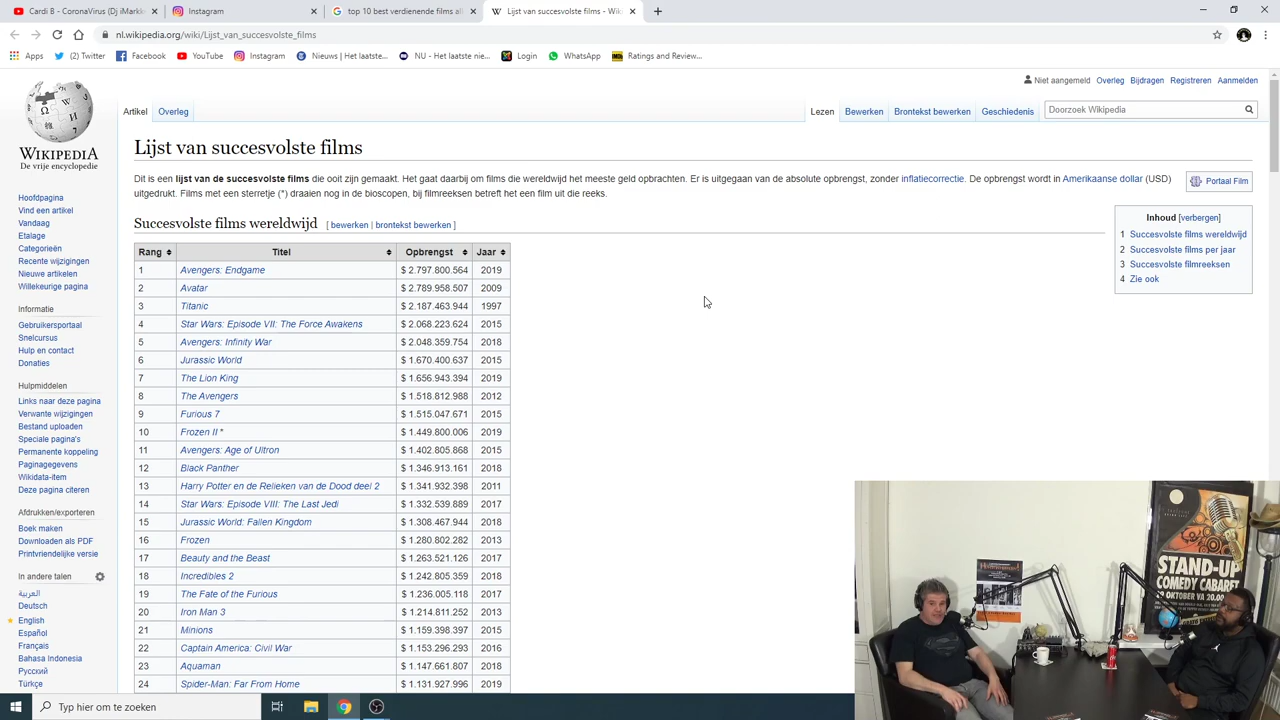 Cardi B - CoronaVirus (Dj iMarkk
Instagram
top 10 best verdienende films all
Lijst van succesvolste films - Wik
nl.wikipedia.org/wiki/Lijst_van_succesvolste_films
Apps
(2) Twitter
Facebook
YouTube
Instagram
Nieuws | Het laatste...
NU - Het laatste nie...
Login
WhatsApp
Ratings and Review...
Niet aangemeld Overleg Bijdragen Registreren Aanmelden
Artikel Overleg
Lezen Bewerken Brontekst bewerken Geschiedenis
Doorzoek Wikipedia
WIKIPEDIA
De vrije encyclopedie
Hoofdpagina
Vind een artikel
Vandaag
Etalage
Categorieën
Recente wijzigingen
Nieuwe artikelen
Willekeurige pagina
Informatie
Gebruikersportaal
Snelcursus
Hulp en contact
Donaties
Hulpmiddelen
Links naar deze pagina
Verwante wijzigingen
Bestand uploaden
Speciale pagina's
Permanente koppeling
Paginagegevens
Wikidata-item
Deze pagina citeren
Afdrukken/exporteren
Boek maken
Downloaden als PDF
Printvriendelijke versie
In andere talen
العربية
Deutsch
English
Español
Français
Bahasa Indonesia
Русский
Türkçe
Lijst van succesvolste films
Dit is een lijst van de succesvolste films die ooit zijn gemaakt. Het gaat daarbij om films die wereldwijd het meeste geld opbrachten. Er is uitgegaan van de absolute opbrengst, zonder inflatiecorrectie. De opbrengst wordt in Amerikaanse dollar (USD)
uitgedrukt. Films met een sterretje (*) draaien nog in de bioscopen, bij filmreeksen betreft het een film uit die reeks.
Portaal Film
Succesvolste films wereldwijd [ bewerken | brontekst bewerken ]
Inhoud [verbergen]
1 Succesvolste films wereldwijd
2 Succesvolste films per jaar
3 Succesvolste filmreeksen
4 Zie ook
Rang Titel Opbrengst Jaar
1 Avengers: Endgame $ 2.797.800.564 2019
2 Avatar $ 2.789.958.507 2009
3 Titanic $ 2.187.463.944 1997
4 Star Wars: Episode VII: The Force Awakens $ 2.068.223.624 2015
5 Avengers: Infinity War $ 2.048.359.754 2018
6 Jurassic World $ 1.670.400.637 2015
7 The Lion King $ 1.656.943.394 2019
8 The Avengers $ 1.518.812.988 2012
9 Furious 7 $ 1.515.047.671 2015
10 Frozen II * $ 1.449.800.006 2019
11 Avengers: Age of Ultron $ 1.402.805.868 2015
12 Black Panther $ 1.346.913.161 2018
13 Harry Potter en de Relieken van de Dood deel 2 $ 1.341.932.398 2011
14 Star Wars: Episode VIII: The Last Jedi $ 1.332.539.889 2017
15 Jurassic World: Fallen Kingdom $ 1.308.467.944 2018
16 Frozen $ 1.280.802.282 2013
17 Beauty and the Beast $ 1.263.521.126 2017
18 Incredibles 2 $ 1.242.805.359 2018
19 The Fate of the Furious $ 1.236.005.118 2017
20 Iron Man 3 $ 1.214.811.252 2013
21 Minions $ 1.159.398.397 2015
22 Captain America: Civil War $ 1.153.296.293 2016
23 Aquaman $ 1.147.661.807 2018
24 Spider-Man: Far From Home $ 1.131.927.996 2019
STAND-UP
COMEDY CABARET
OKTOBER VA 20.00
Typ hier om te zoeken